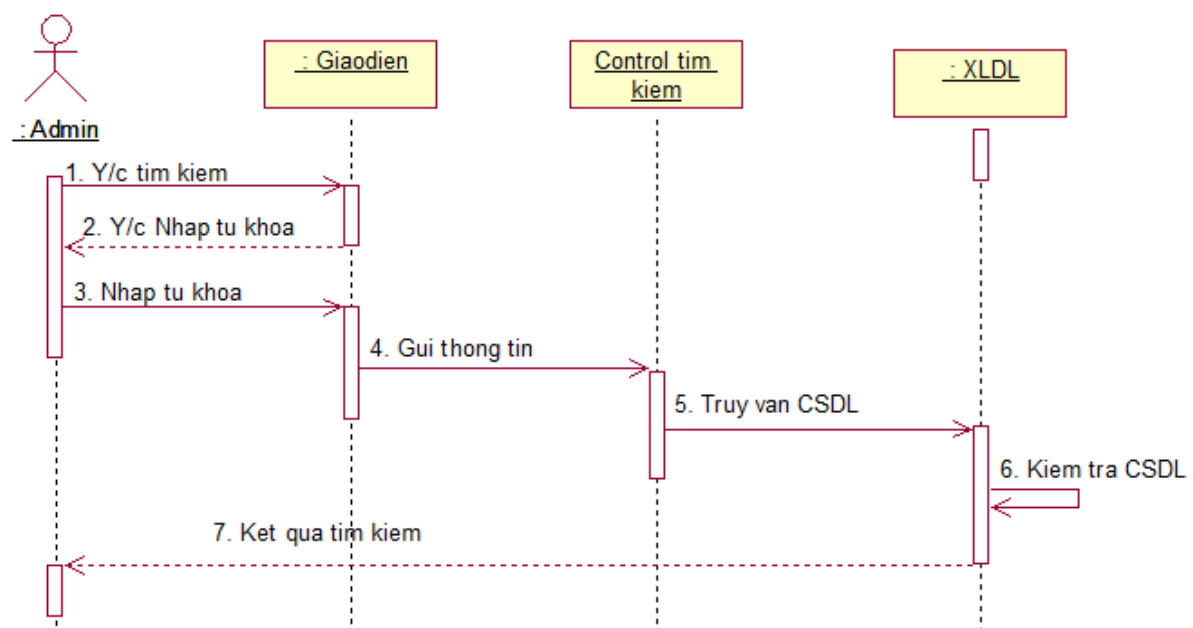 : Giaodien
Control tim
kiem
: XLDL
: Admin
1. Y/c tim kiem
2. Y/c Nhap tu khoa
3. Nhap tu khoa
4. Gui thong tin
5. Truy van CSDL
6. Kiem tra CSDL
7. Ket qua tim kiem